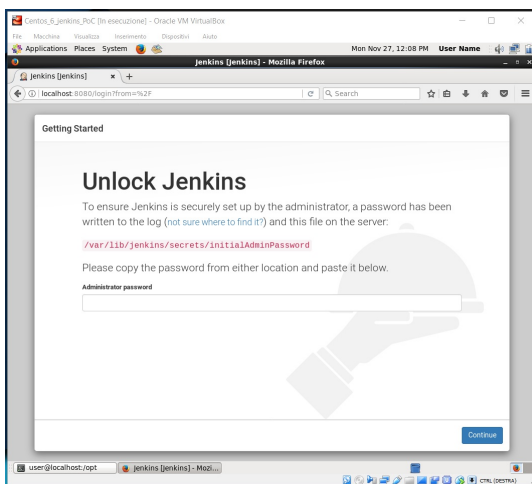 Centos_6_jenkins_PoC [In esecuzione] - Oracle VM VirtualBox
File Macchina Visualizza Inserimento Dispositivi Aiuto
Applications Places System Mon Nov 27, 12:08 PM User Name
Jenkins [Jenkins] - Mozilla Firefox
Jenkins [Jenkins]
localhost:8080/login?from=%2F Search
Getting Started
Unlock Jenkins
To ensure Jenkins is securely set up by the administrator, a password has been
written to the log (not sure where to find it?) and this file on the server:
/var/lib/jenkins/secrets/initialAdminPassword
Please copy the password from either location and paste it below.
Administrator password
Continue
user@localhost:/opt Jenkins [Jenkins] - Mozi...
CTRL (DESTRA)